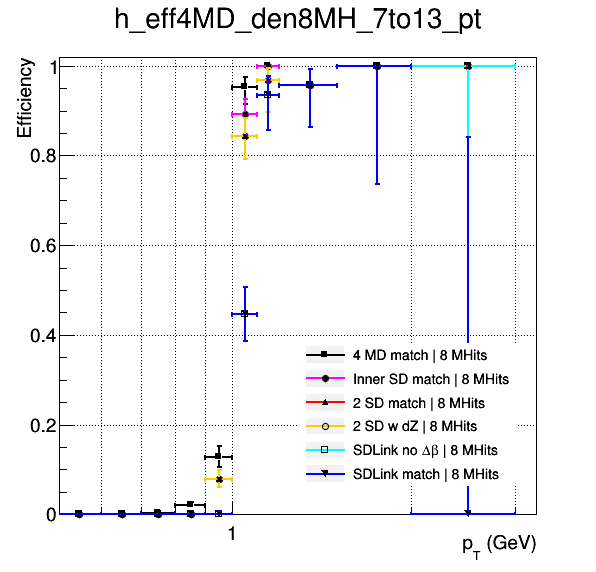 h_eff4MD_den8MH_7to13_pt
Efficiency
1
0.8
0.6
0.4
0.2
0
4 MD match | 8 MHits
Inner SD match | 8 MHits
2 SD match | 8 MHits
2 SD w dZ | 8 MHits
SDLink no Δβ | 8 MHits
SDLink match | 8 MHits
1
p_T (GeV)